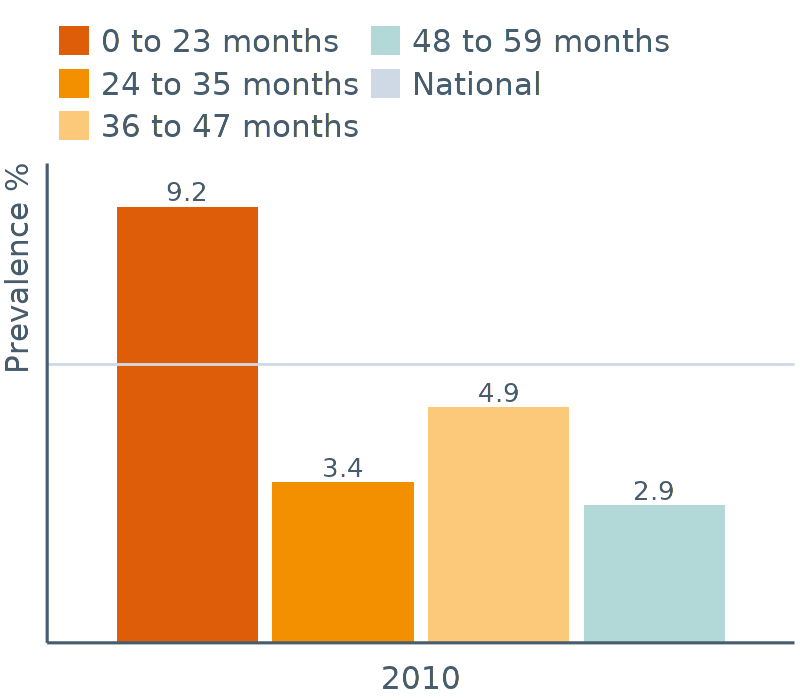 0 to 23 months
24 to 35 months
36 to 47 months
48 to 59 months
National
Prevalence %
9.2
3.4
4.9
2.9
2010